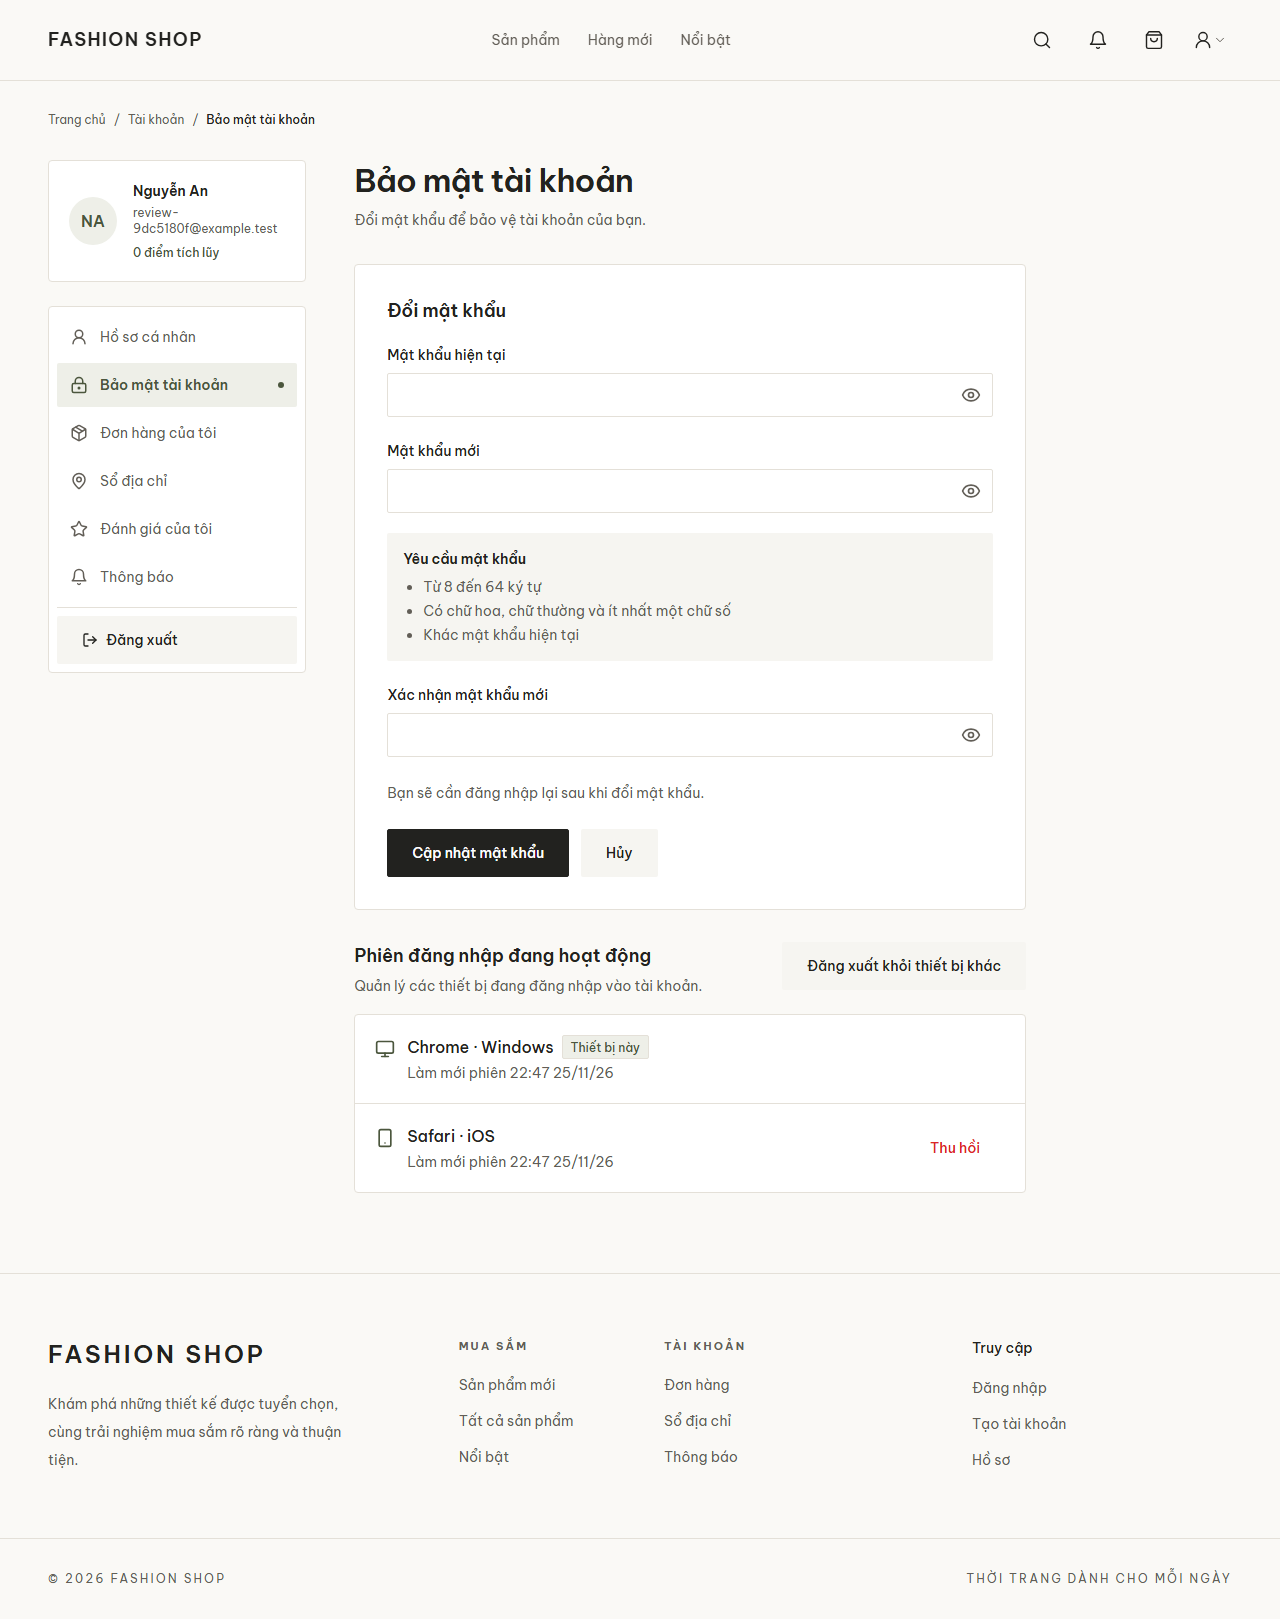 FASHION SHOP
Sản phẩm Hàng mới Nổi bật
Trang chủ / Tài khoản / Bảo mật tài khoản
NA
Nguyễn An
review-
9dc5180f@example.test
0 điểm tích lũy
Hồ sơ cá nhân
Bảo mật tài khoản
Đơn hàng của tôi
Sổ địa chỉ
Đánh giá của tôi
Thông báo
Đăng xuất
Bảo mật tài khoản
Đổi mật khẩu để bảo vệ tài khoản của bạn.
Đổi mật khẩu
Mật khẩu hiện tại
Mật khẩu mới
Yêu cầu mật khẩu
• Từ 8 đến 64 ký tự
• Có chữ hoa, chữ thường và ít nhất một chữ số
• Khác mật khẩu hiện tại
Xác nhận mật khẩu mới
Bạn sẽ cần đăng nhập lại sau khi đổi mật khẩu.
Cập nhật mật khẩu Hủy
Phiên đăng nhập đang hoạt động
Quản lý các thiết bị đang đăng nhập vào tài khoản.
Đăng xuất khỏi thiết bị khác
Chrome · Windows Thiết bị này
Làm mới phiên 22:47 25/11/26
Safari · iOS
Làm mới phiên 22:47 25/11/26
Thu hồi
FASHION SHOP
Khám phá những thiết kế được tuyển chọn,
cùng trải nghiệm mua sắm rõ ràng và thuận
tiện.
MUA SẮM
Sản phẩm mới
Tất cả sản phẩm
Nổi bật
TÀI KHOẢN
Đơn hàng
Sổ địa chỉ
Thông báo
Truy cập
Đăng nhập
Tạo tài khoản
Hồ sơ
© 2026 FASHION SHOP
THỜI TRANG DÀNH CHO MỖI NGÀY